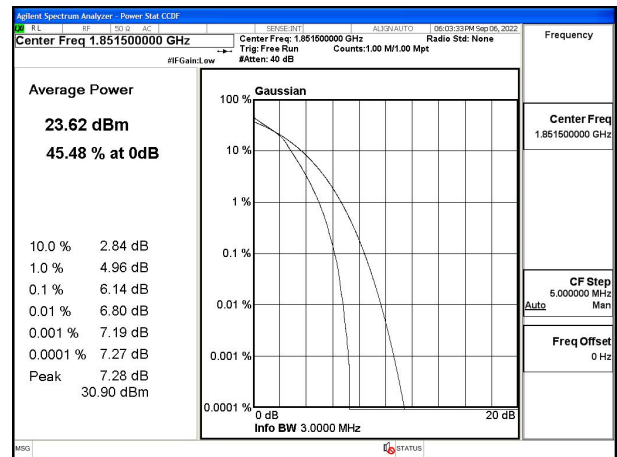 Agilent Spectrum Analyzer - Power Stat CCDF
RL RF 50 Ω AC SENSE:INT ALIGNAUTO 06:03:33 PM Sep 06, 2022
Center Freq 1.851500000 GHz
Center Freq: 1.851500000 GHz Radio Std: None
Trig: Free Run Counts:1.00 M/1.00 Mpt
#IFGain:Low #Atten: 40 dB
Frequency
Average Power
23.62 dBm
45.48 % at 0dB
10.0 % 2.84 dB
1.0 % 4.96 dB
0.1 % 6.14 dB
0.01 % 6.80 dB
0.001 % 7.19 dB
0.0001 % 7.27 dB
Peak 7.28 dB
30.90 dBm
Gaussian
100 %
10 %
1 %
0.1 %
0.01 %
0.001 %
0.0001 %
0 dB 20 dB
Info BW 3.0000 MHz
Center Freq
1.851500000 GHz
CF Step
5.000000 MHz
Auto Man
Freq Offset
0 Hz
MSG STATUS